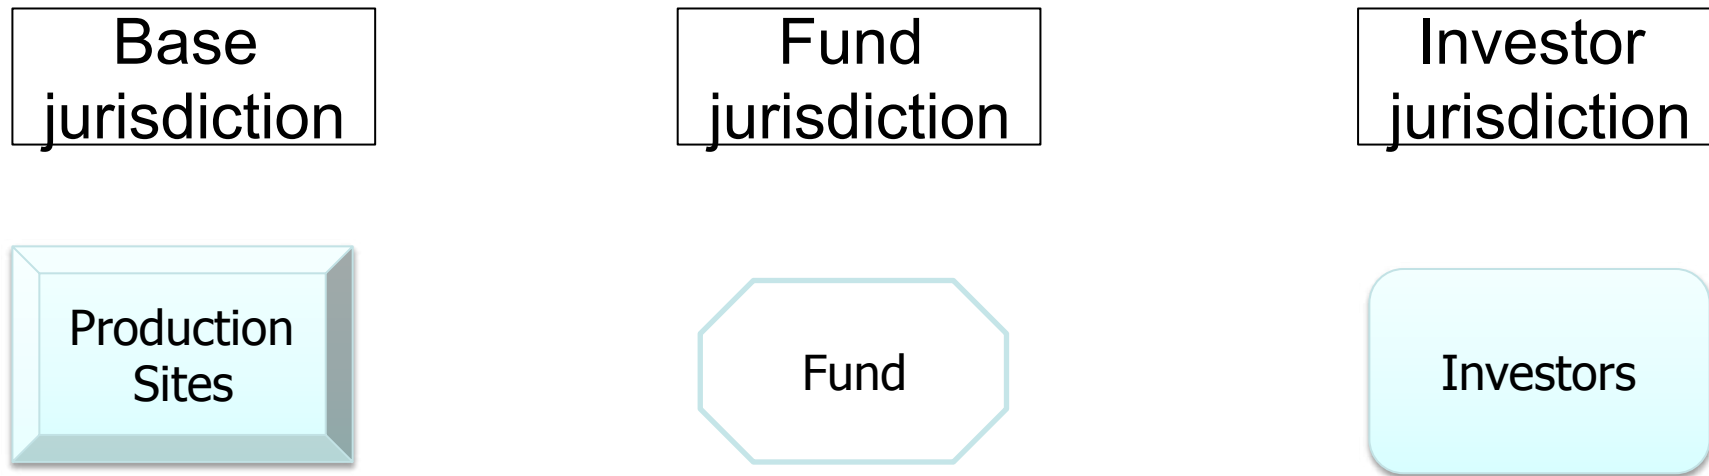 Base
jurisdiction
Fund
jurisdiction
Investor
jurisdiction
Production
Sites
Fund
Investors